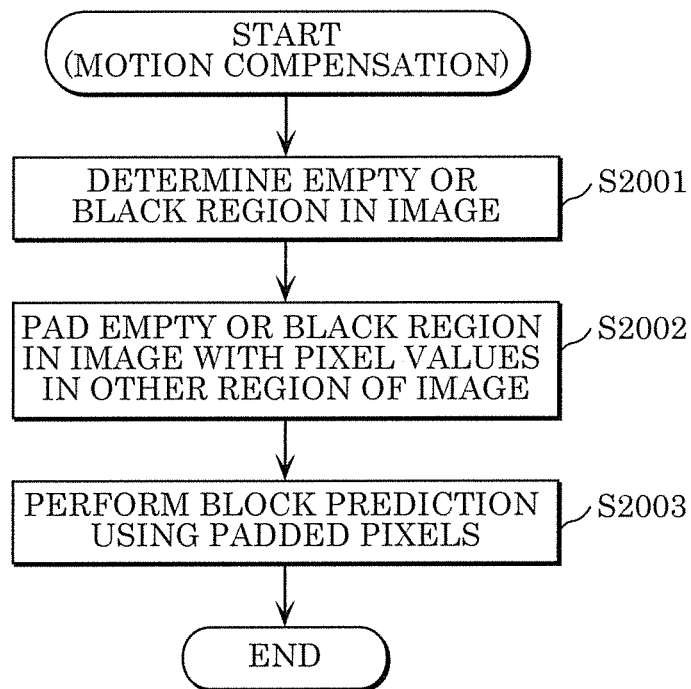 START
(MOTION COMPENSATION)
DETERMINE EMPTY OR
BLACK REGION IN IMAGE
S2001
PAD EMPTY OR BLACK REGION
IN IMAGE WITH PIXEL VALUES
IN OTHER REGION OF IMAGE
S2002
PERFORM BLOCK PREDICTION
USING PADDED PIXELS
S2003
END